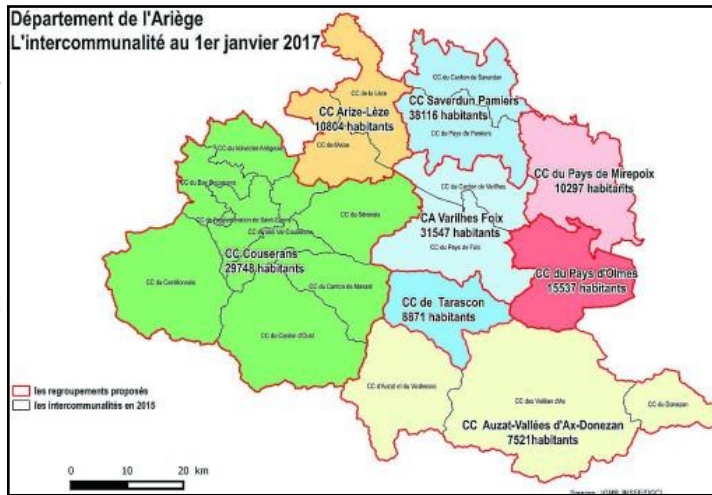 Département de l'Ariège
L'intercommunalité au 1er janvier 2017
CC du Canton de Saverdun
CC de la Lèze
CC Saverdun Pamiers
38116 habitants
CC Arize-Lèze
10804 habitants
CC du Pays de Pamiers
CC de l'Arize
CC du Pays de Mirepoix
10297 habitants
CC du Canton de Varilhes
CC du Séronais
CA Varilhes Foix
31547 habitants
CC du Pays de Foix
CC Couserans
29748 habitants
CC du Pays d'Olmes
15537 habitants
CC du Castillonnais
CC du Canton de Massat
CC de Tarascon
8871 habitants
CC du Canton d'Oust
CC d'Auzat et du Vicdessos
CC des Vallées d'Ax
CC du Donezan
CC Auzat-Vallées d'Ax-Donezan
7521habitants
les regroupements proposés
les intercommunalités en 2015
0 10 20 km